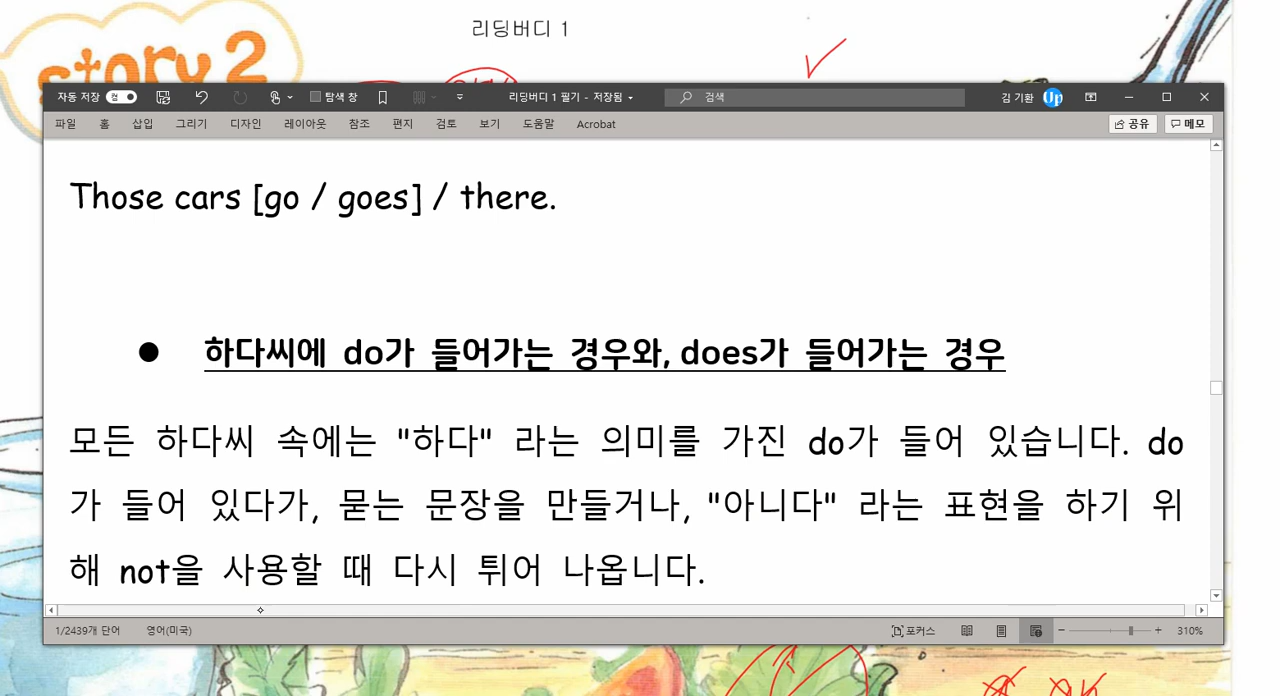 리딩버디 1
story 2
자동 저장 켬 탐색 창 리딩버디 1 필기 - 저장됨 검색 김 기환 Up
파일 홈 삽입 그리기 디자인 레이아웃 참조 편지 검토 보기 도움말 Acrobat 공유 메모
Those cars [go / goes] / there.
● 하다씨에 do가 들어가는 경우와, does가 들어가는 경우
모든 하다씨 속에는 "하다" 라는 의미를 가진 do가 들어 있습니다. do
가 들어 있다가, 묻는 문장을 만들거나, "아니다" 라는 표현을 하기 위
해 not을 사용할 때 다시 튀어 나옵니다.
1/2439개 단어 영어(미국) 포커스 310%